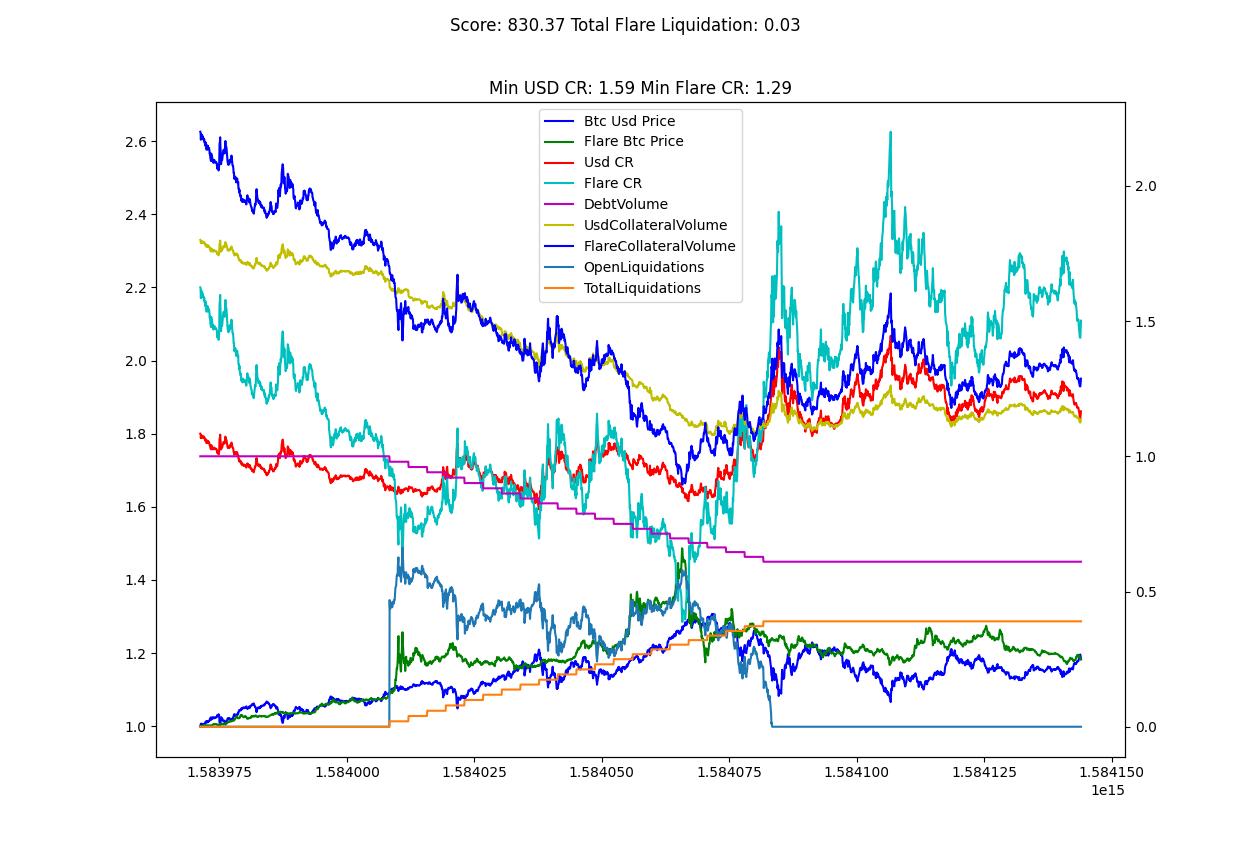 Score: 830.37 Total Flare Liquidation: 0.03
Min USD CR: 1.59 Min Flare CR: 1.29
Btc Usd Price
Flare Btc Price
Usd CR
Flare CR
DebtVolume
UsdCollateralVolume
FlareCollateralVolume
OpenLiquidations
TotalLiquidations
2.6
2.4
2.2
2.0
1.8
1.6
1.4
1.2
1.0
2.0
1.5
1.0
0.5
0.0
1.583975 1.584000 1.584025 1.584050 1.584075 1.584100 1.584125 1.584150
1e15